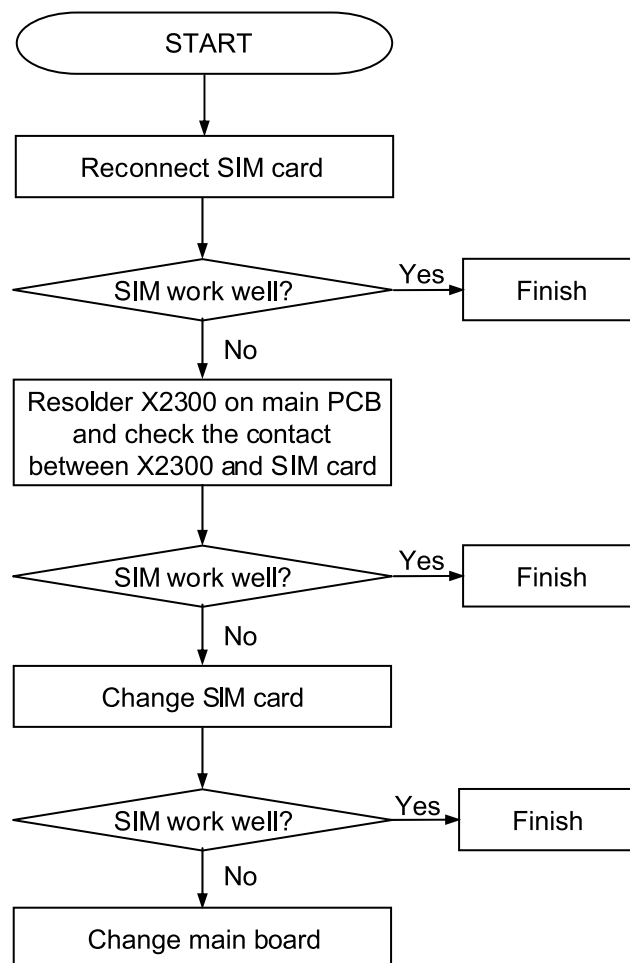 START
Reconnect SIM card
SIM work well?
Yes
Finish
No
Resolder X2300 on main PCB
and check the contact
between X2300 and SIM card
SIM work well?
Yes
Finish
No
Change SIM card
SIM work well?
Yes
Finish
No
Change main board